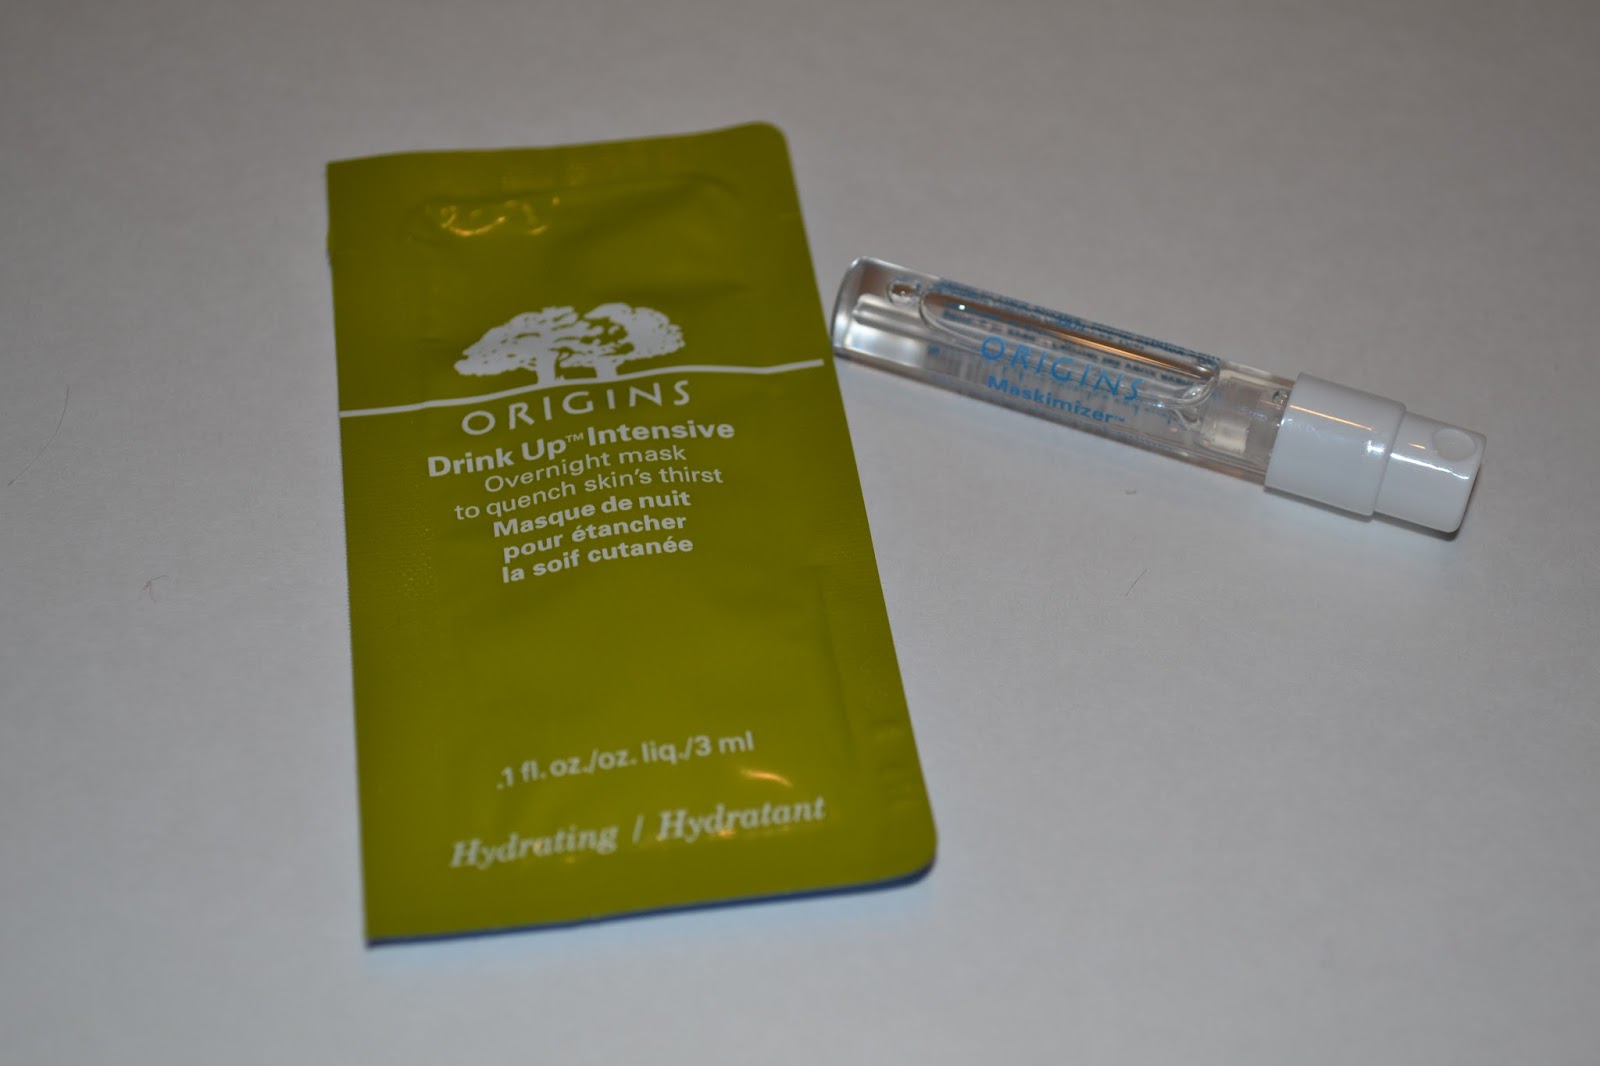 ORIGINS
Drink Up™ Intensive
Overnight mask
to quench skin's thirst
Masque de nuit
pour étancher
la soif cutanée
.1 fl. oz./oz. liq./3 ml
Hydrating / Hydratant
ORIGINS
Maskimizer™